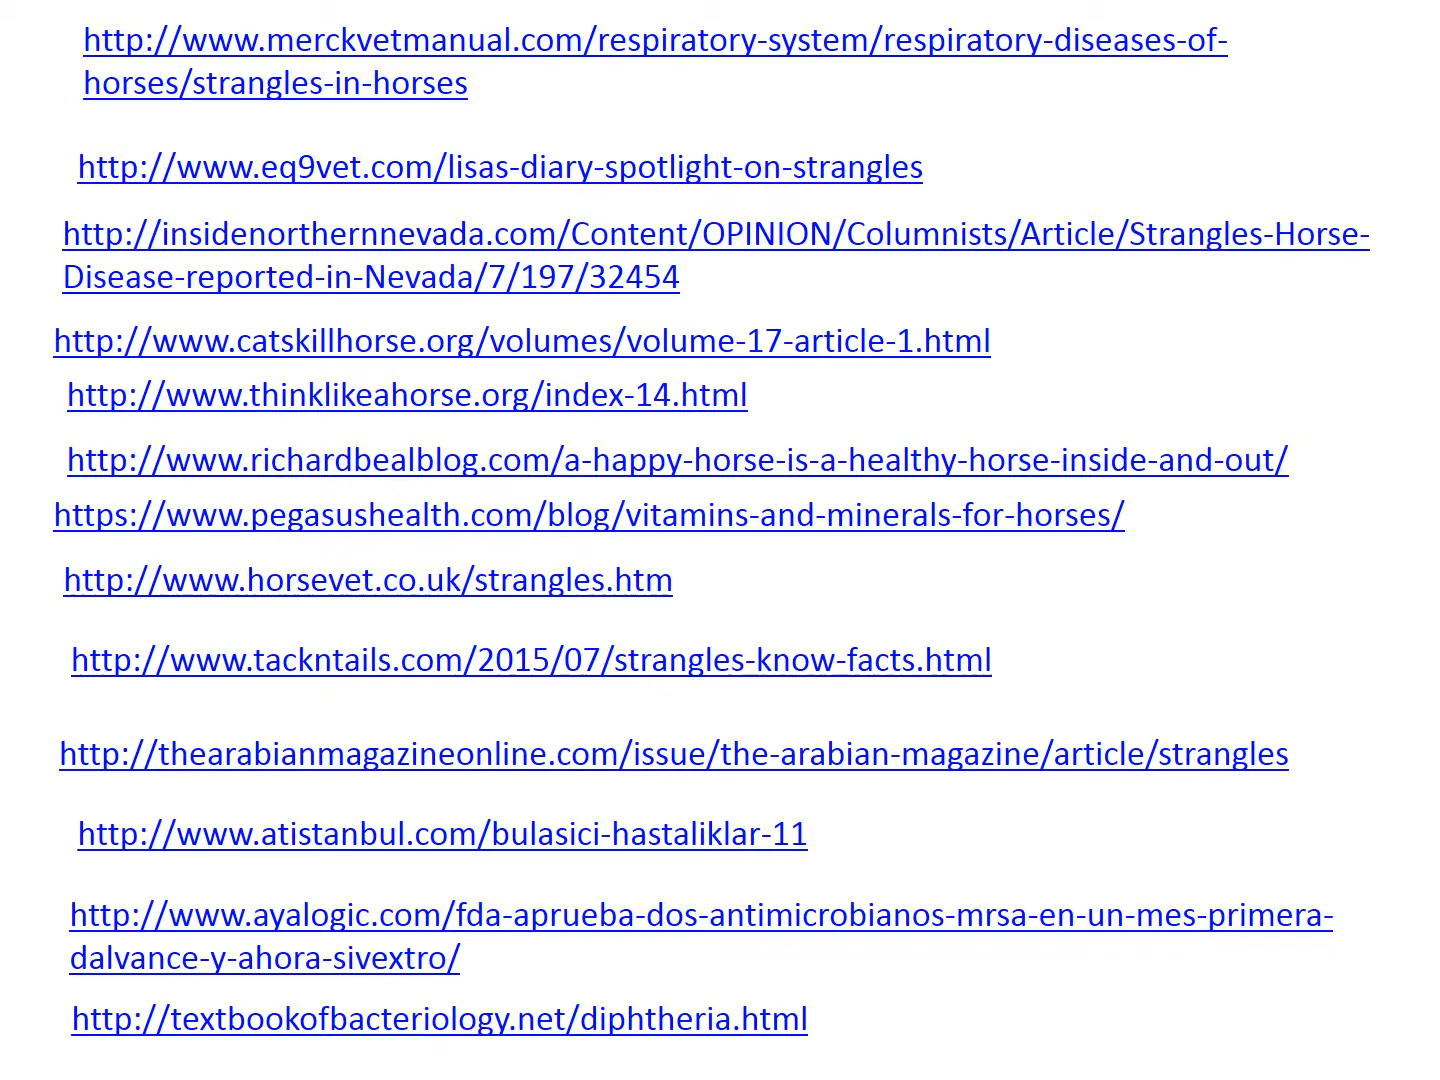 http://www.merckvetmanual.com/respiratory-system/respiratory-diseases-of-
horses/strangles-in-horses
http://www.eq9vet.com/lisas-diary-spotlight-on-strangles
http://insidenorthernnevada.com/Content/OPINION/Columnists/Article/Strangles-Horse-
Disease-reported-in-Nevada/7/197/32454
http://www.catskillhorse.org/volumes/volume-17-article-1.html
http://www.thinklikeahorse.org/index-14.html
http://www.richardbealblog.com/a-happy-horse-is-a-healthy-horse-inside-and-out/
https://www.pegasushealth.com/blog/vitamins-and-minerals-for-horses/
http://www.horsevet.co.uk/strangles.htm
http://www.tackntails.com/2015/07/strangles-know-facts.html
http://thearabianmagazineonline.com/issue/the-arabian-magazine/article/strangles
http://www.atistanbul.com/bulasici-hastaliklar-11
http://www.ayalogic.com/fda-aprueba-dos-antimicrobianos-mrsa-en-un-mes-primera-
dalvance-y-ahora-sivextro/
http://textbookofbacteriology.net/diphtheria.html